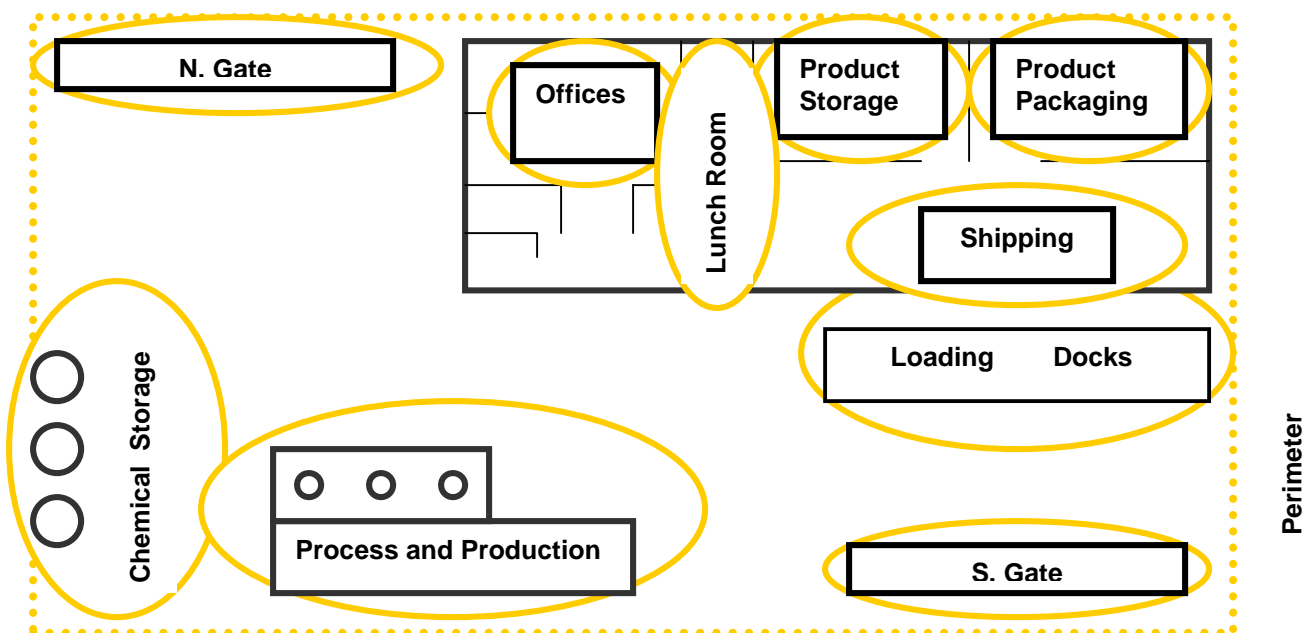 N. Gate
Offices
Lunch Room
Product
Storage
Product
Packaging
Shipping
Loading Docks
Chemical Storage
Process and Production
S. Gate
Perimeter